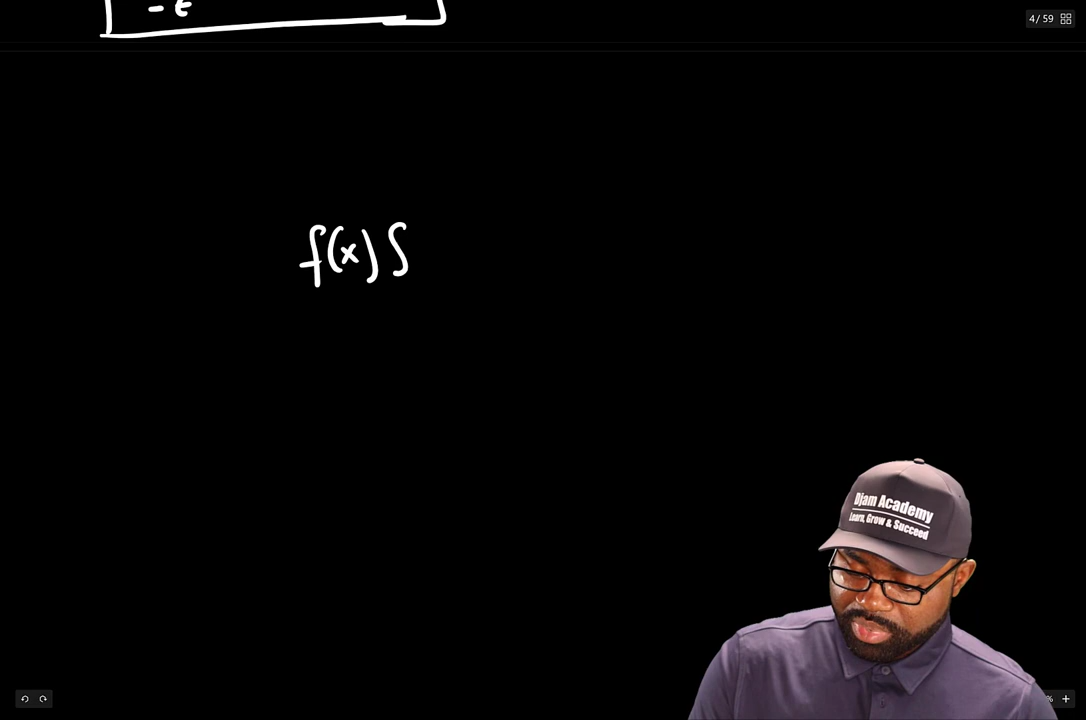 - t
4 / 59
f(x) S
Djam Academy
Learn, Grow & Succeed
%